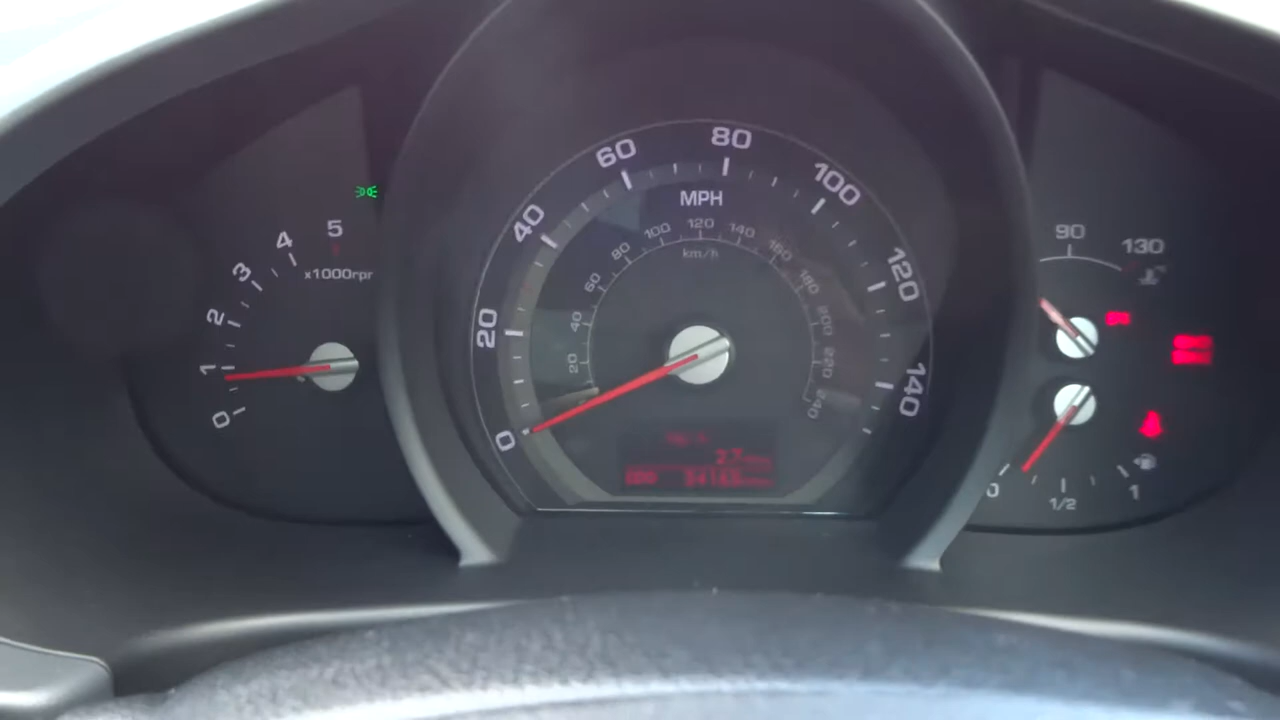 0 1 2 3 4 5
x1000rpm
0 20 40 60 80 100 120 140
MPH
20 40 60 80 100 120 140 160 180 200 220 240
km/h
90 130
0 1/2 1